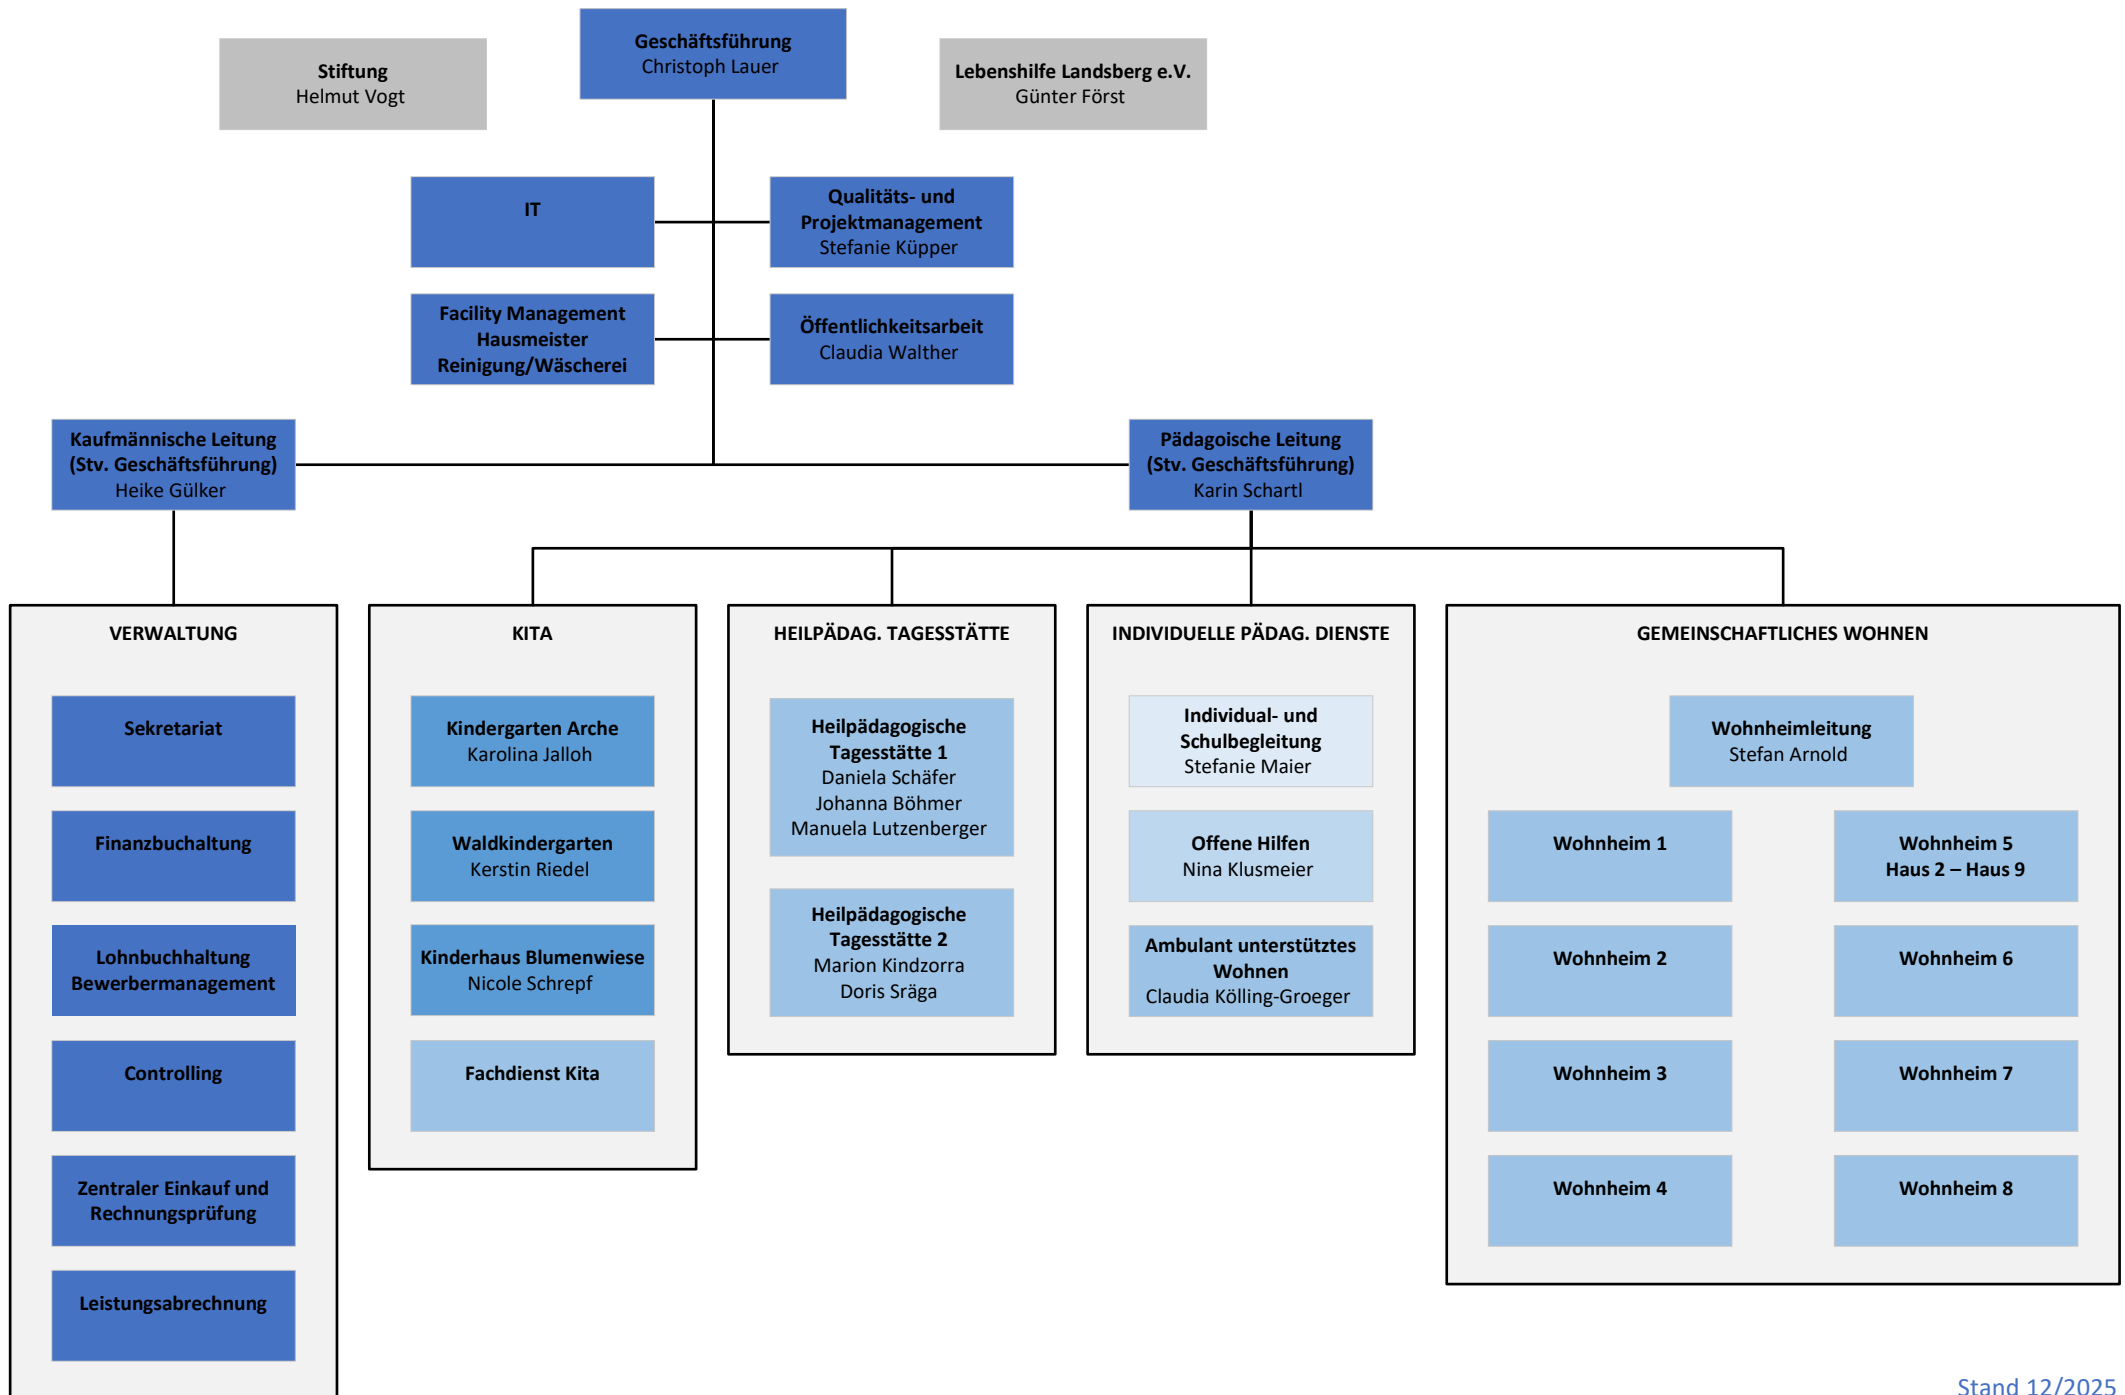 Geschäftsführung
Christoph Lauer
Stiftung
Helmut Vogt
Lebenshilfe Landsberg e.V.
Günter Först
IT
Qualitäts- und
Projektmanagement
Stefanie Küpper
Facility Management
Hausmeister
Reinigung/Wäscherei
Öffentlichkeitsarbeit
Claudia Walther
Kaufmännische Leitung
(Stv. Geschäftsführung)
Heike Gülker
Pädagoische Leitung
(Stv. Geschäftsführung)
Karin Schartl
VERWALTUNG
Sekretariat
Finanzbuchaltung
Lohnbuchhaltung
Bewerbermanagement
Controlling
Zentraler Einkauf und
Rechnungsprüfung
Leistungsabrechnung
KITA
Kindergarten Arche
Karolina Jalloh
Waldkindergarten
Kerstin Riedel
Kinderhaus Blumenwiese
Nicole Schrepf
Fachdienst Kita
HEILPÄDAG. TAGESSTÄTTE
Heilpädagogische
Tagesstätte 1
Daniela Schäfer
Johanna Böhmer
Manuela Lutzenberger
Heilpädagogische
Tagesstätte 2
Marion Kindzorra
Doris Sräga
INDIVIDUELLE PÄDAG. DIENSTE
Individual- und
Schulbegleitung
Stefanie Maier
Offene Hilfen
Nina Klusmeier
Ambulant unterstütztes
Wohnen
Claudia Kölling-Groeger
GEMEINSCHAFTLICHES WOHNEN
Wohnheimleitung
Stefan Arnold
Wohnheim 1
Wohnheim 2
Wohnheim 3
Wohnheim 4
Wohnheim 5
Haus 2 – Haus 9
Wohnheim 6
Wohnheim 7
Wohnheim 8
Stand 12/2025